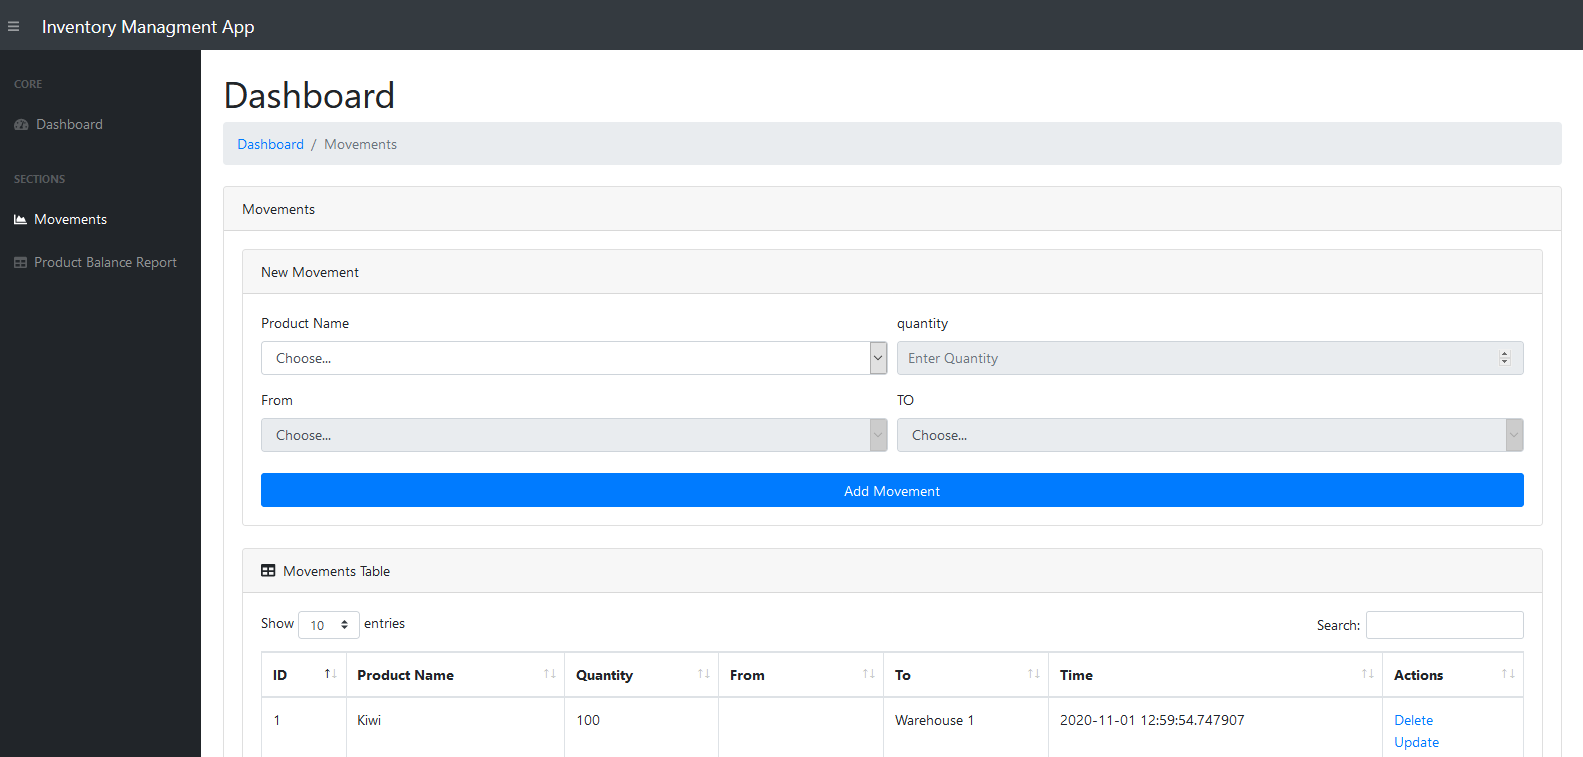 Inventory Managment App
CORE
Dashboard
SECTIONS
Movements
Product Balance Report
Dashboard
Dashboard / Movements
Movements
New Movement
Product Name quantity
Choose... Enter Quantity
From TO
Choose... Choose...
Add Movement
Movements Table
Show 10 entries Search:
ID Product Name Quantity From To Time Actions
1 Kiwi 100 Warehouse 1 2020-11-01 12:59:54.747907 Delete
Update